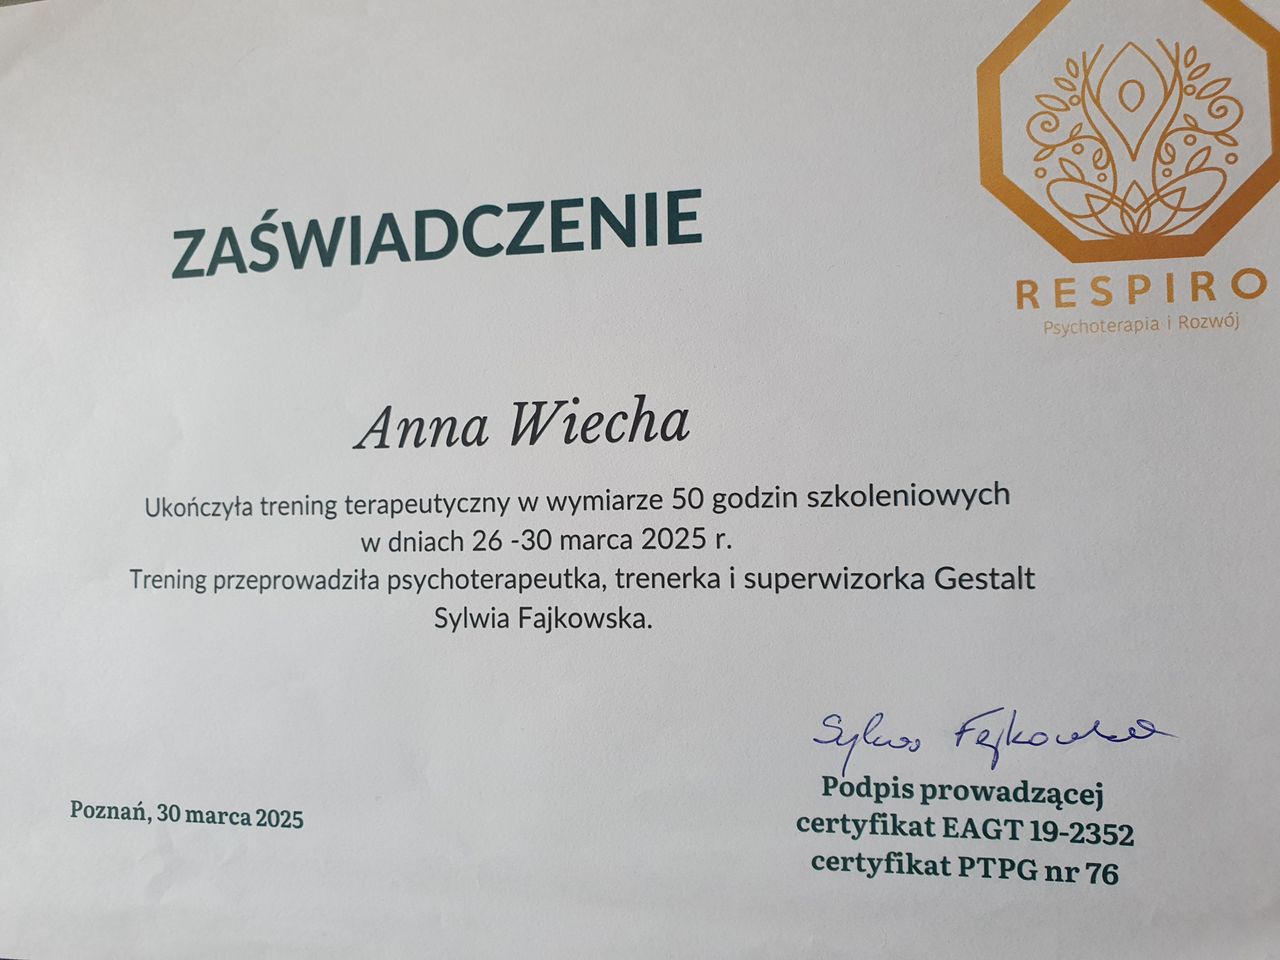 RESPIRO
Psychoterapia i Rozwój
ZAŚWIADCZENIE
Anna Wiecha
Ukończyła trening terapeutyczny w wymiarze 50 godzin szkoleniowych
w dniach 26 -30 marca 2025 r.
Trening przeprowadziła psychoterapeutka, trenerka i superwizorka Gestalt
Sylwia Fajkowska.
Sylwia Fajkowska
Podpis prowadzącej
certyfikat EAGT 19-2352
certyfikat PTPG nr 76
Poznań, 30 marca 2025